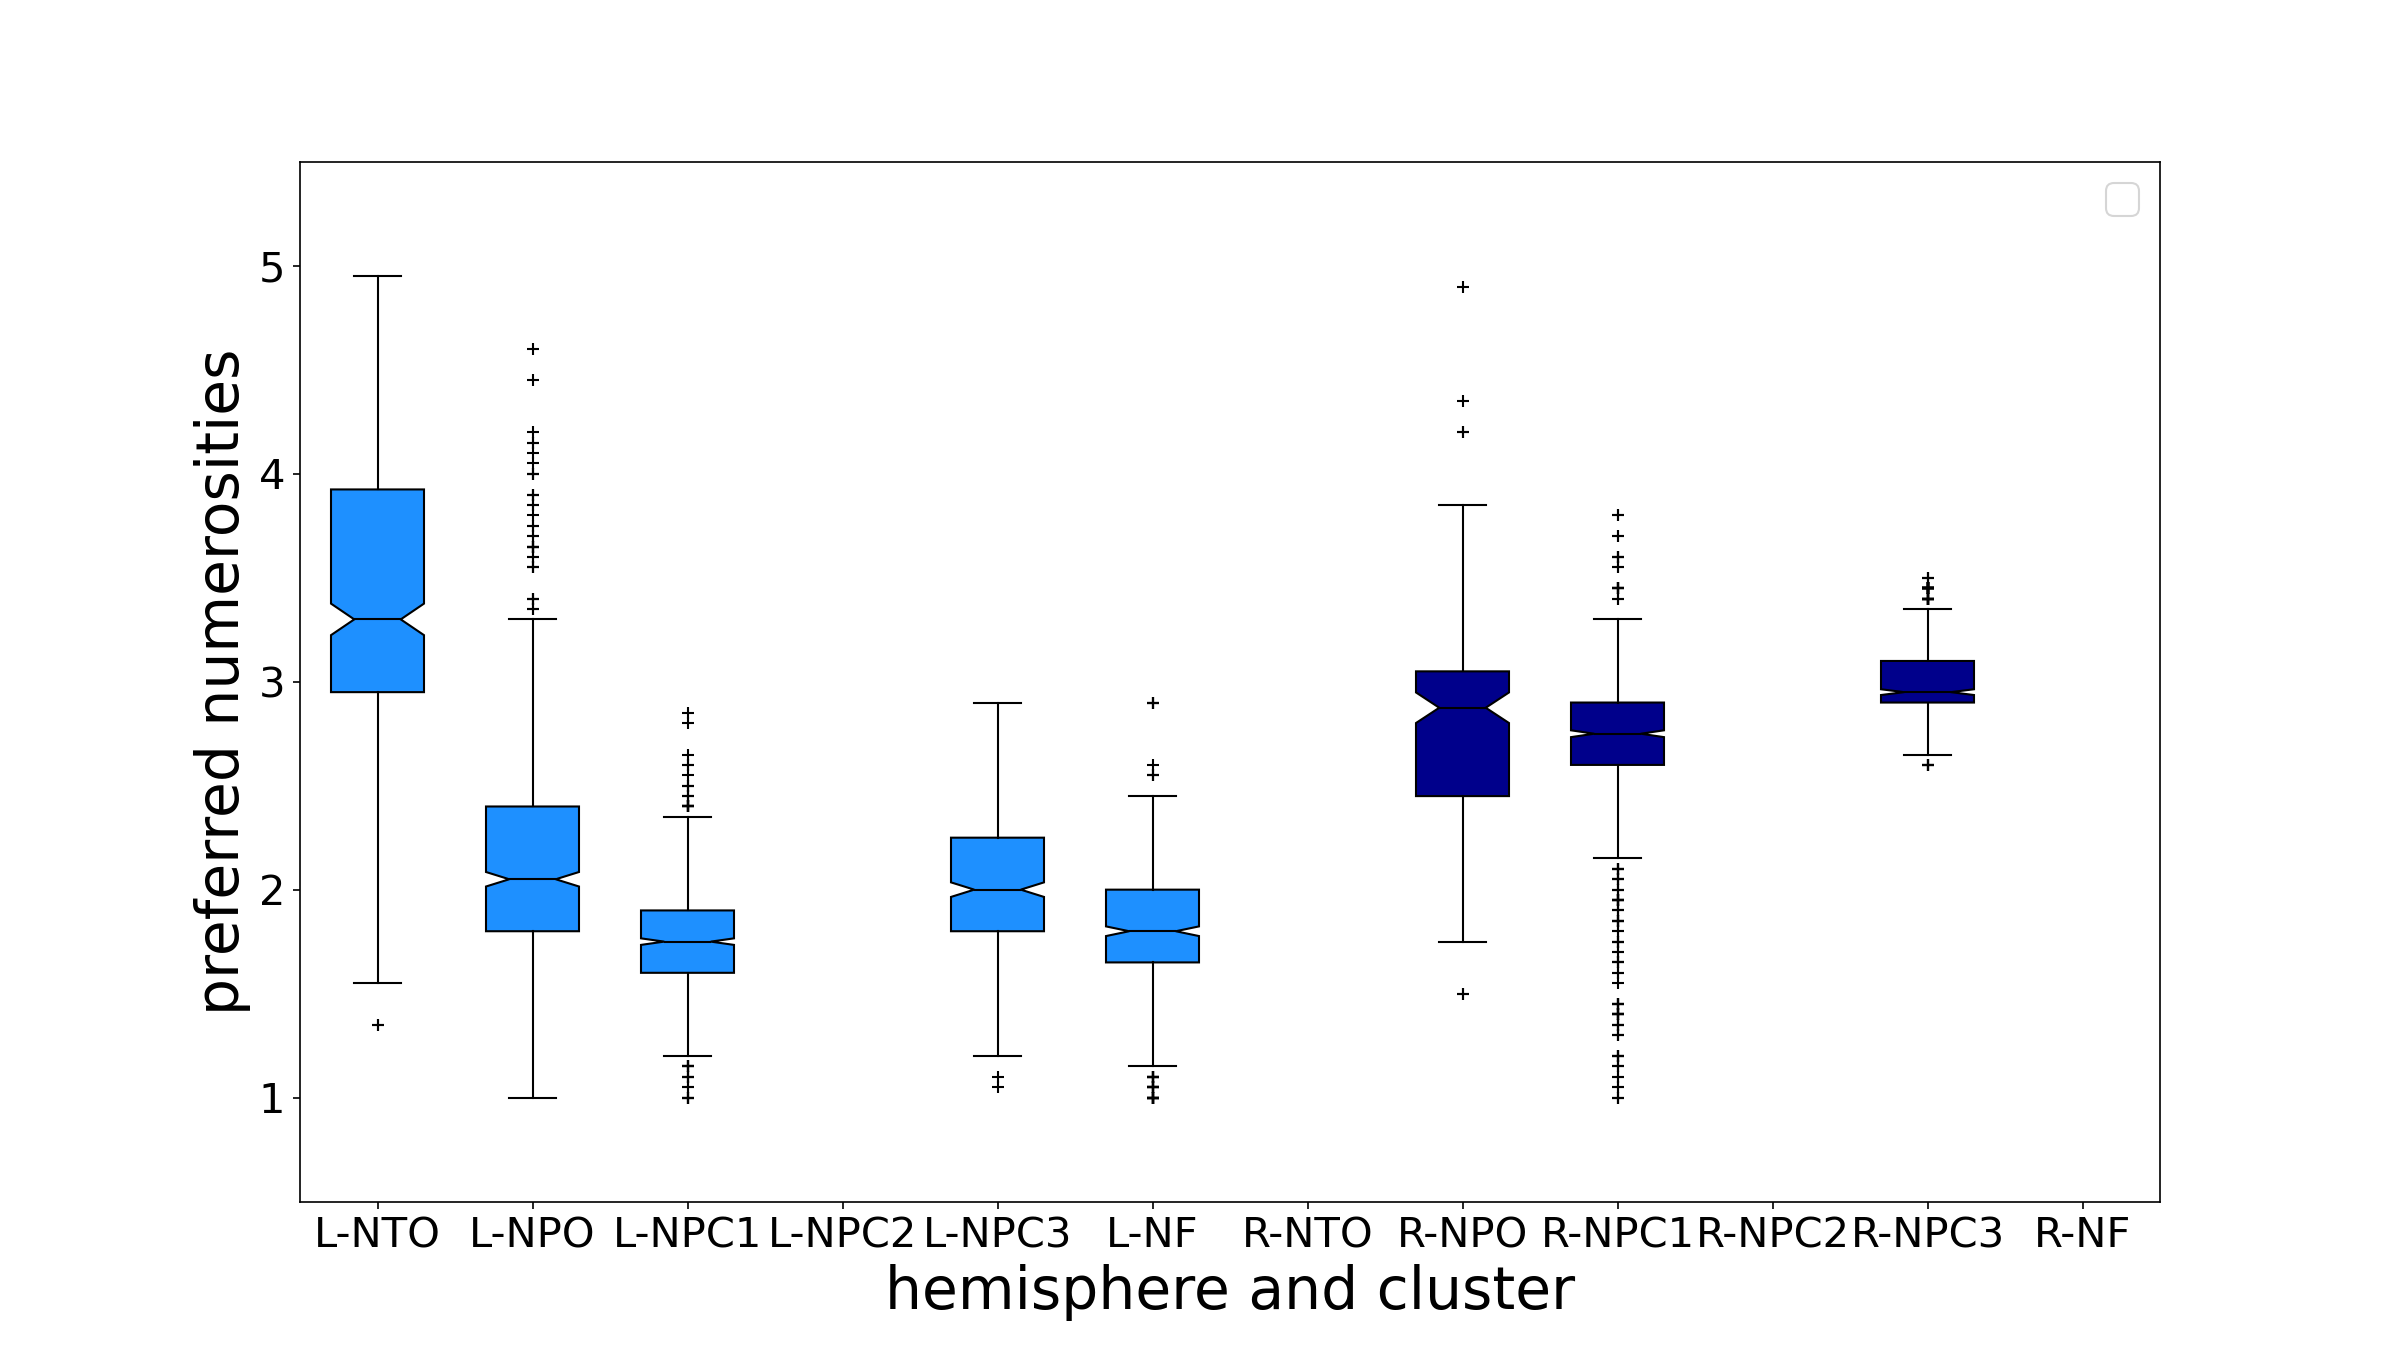 preferred numerosities
5
4
3
2
1
L-NTO L-NPO L-NPC1 L-NPC2 L-NPC3 L-NF R-NTO R-NPO R-NPC1 R-NPC2 R-NPC3 R-NF
hemisphere and cluster